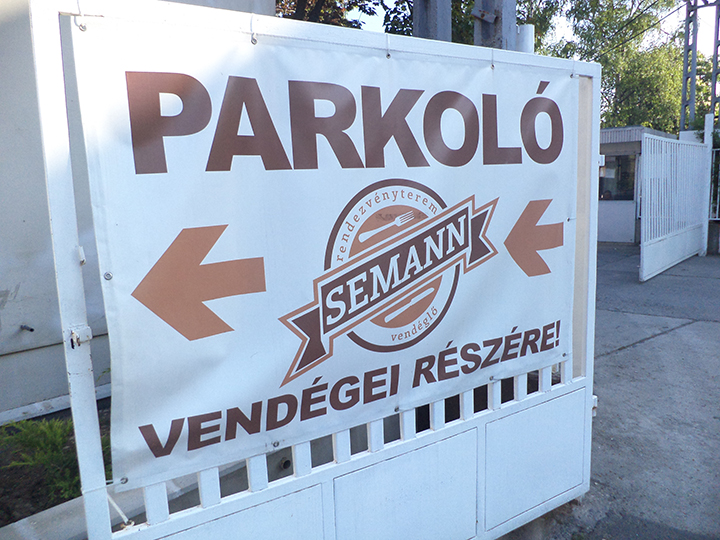 PARKOLÓ
rendezvényterem
SEMANN
vendéglő
VENDÉGEI RÉSZÉRE!